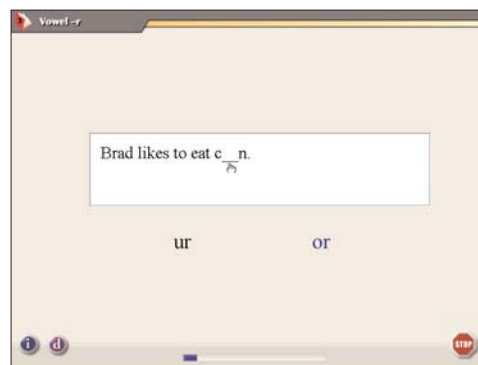 Vowel -r
Brad likes to eat c__n.
ur
or
i
d
STOP